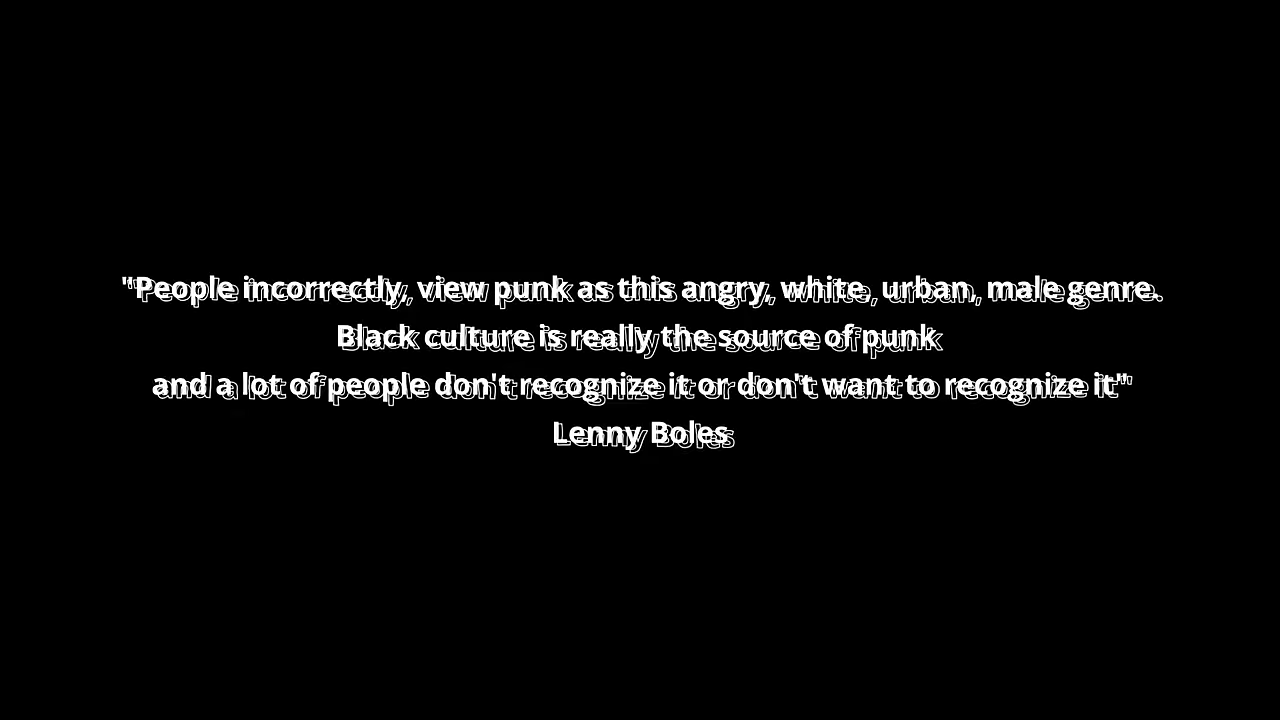 "People incorrectly, view punk as this angry, white, urban, male genre.
Black culture is really the source of punk
and a lot of people don't recognize it or don't want to recognize it"
Lenny Boles